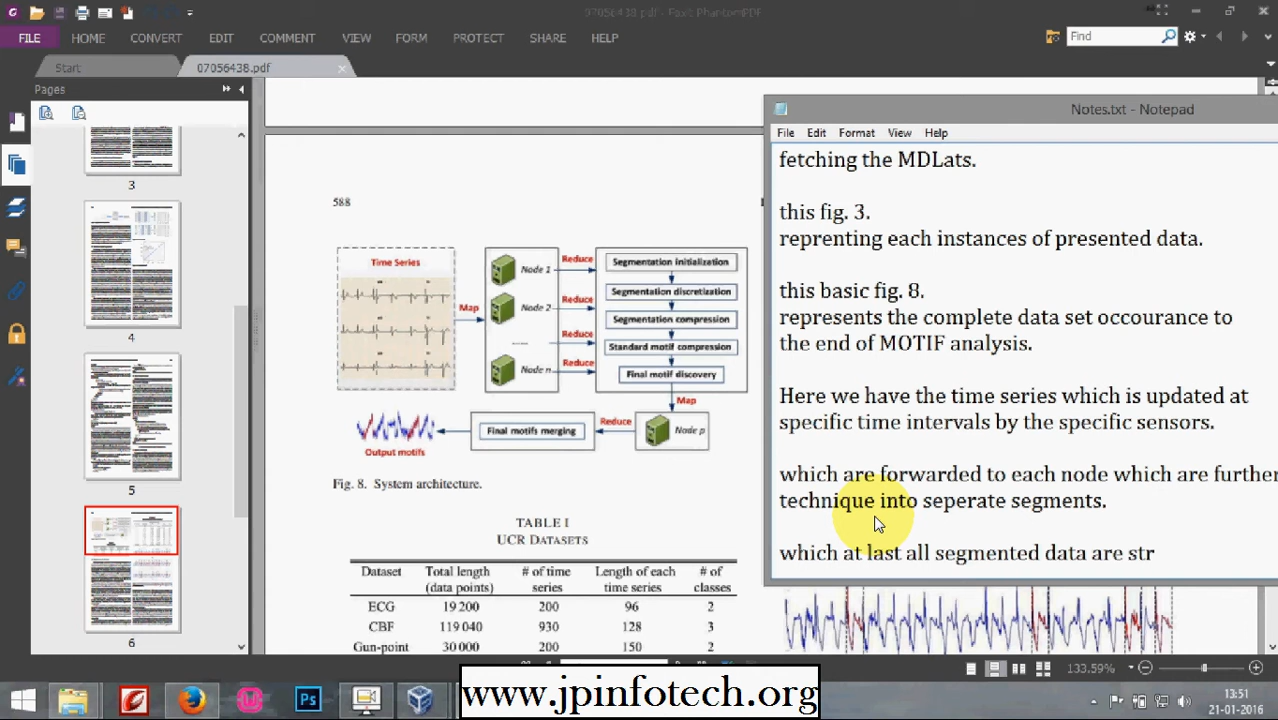 07056438.pdf - Foxit PhantomPDF
FILE HOME CONVERT EDIT COMMENT VIEW FORM PROTECT SHARE HELP
Find
Start
07056438.pdf
Pages
3
4
5
6
588
Time Series
Map
Node 1
Node 2
Node n
Reduce
Reduce
Reduce
Reduce
Segmentation initialization
Segmentation discretization
Segmentation compression
Standard motif compression
Final motif discovery
Map
Node p
Reduce
Final motifs merging
Output motifs
Fig. 8. System architecture.
TABLE I
UCR DATASETS
Dataset Total length (data points) # of time series Length of each time series # of classes
ECG 19 200 200 96 2
CBF 119 040 930 128 3
Gun-point 30 000 200 150 2
Notes.txt - Notepad
File Edit Format View Help
fetching the MDLats.
this fig. 3.
reprenting each instances of presented data.
this basic fig. 8.
represents the complete data set occourance to
the end of MOTIF analysis.
Here we have the time series which is updated at
specific time intervals by the specific sensors.
which are forwarded to each node which are further
technique into seperate segments.
which at last all segmented data are str
133.59%
www.jpinfotech.org
Ps
13:51
21-01-2016